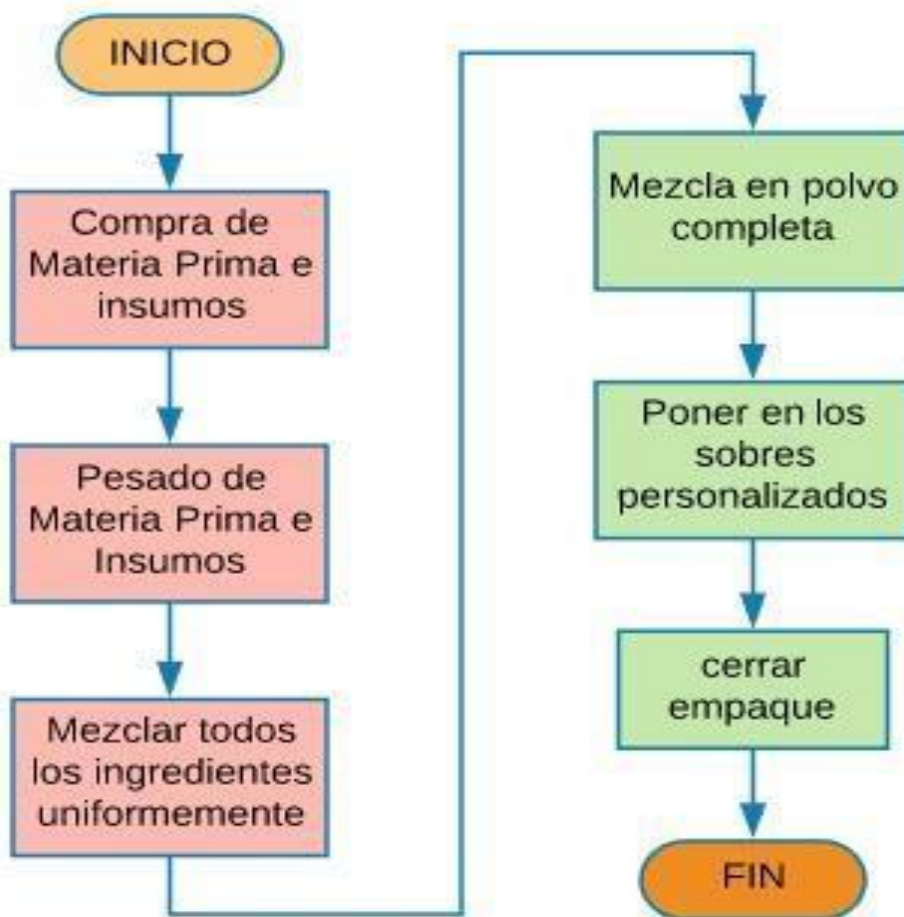 INICIO
Compra de
Materia Prima e
insumos
Pesado de
Materia Prima e
Insumos
Mezclar todos
los ingredientes
uniformemente
Mezcla en polvo
completa
Poner en los
sobres
personalizados
cerrar
empaque
FIN